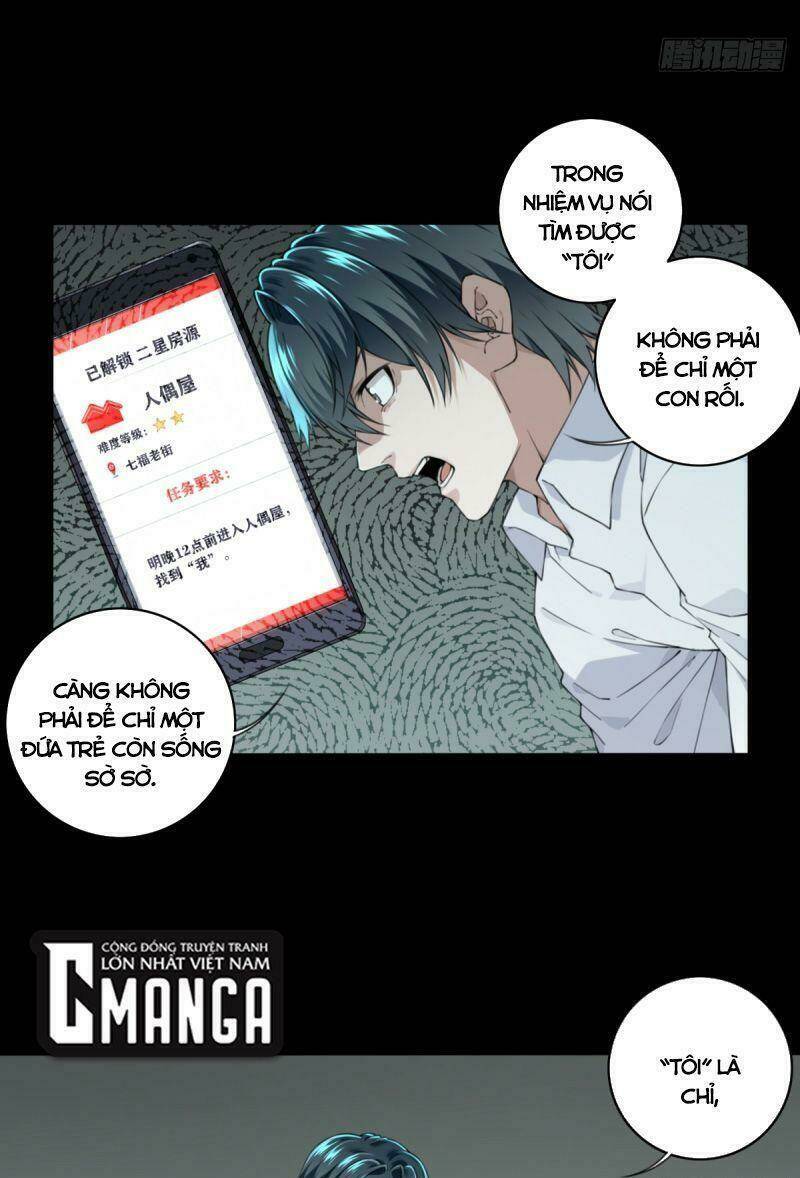 腾讯动漫
TRONG
NHIỆM VỤ NÓI
TÌM ĐƯỢC
"TÔI"
KHÔNG PHẢI
ĐỂ CHỈ MỘT
CON RỐI.
已解锁 二星房源
人偶屋
难度等级:
七福老街
任务要求:
明晚12点前进入人偶屋,
找到“我”。
CÀNG KHÔNG
PHẢI ĐỂ CHỈ MỘT
ĐỨA TRẺ CÒN SỐNG
SỜ SỜ.
CỘNG ĐỒNG TRUYỆN TRANH
LỚN NHẤT VIỆT NAM
CMANGA
"TÔI" LÀ
CHỈ,